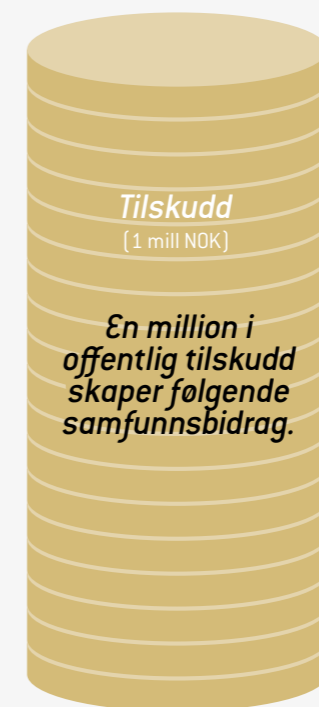 Tilskudd
(1 mill NOK)
En million i
offentlig tilskudd
skaper følgende
samfunnsbidrag.